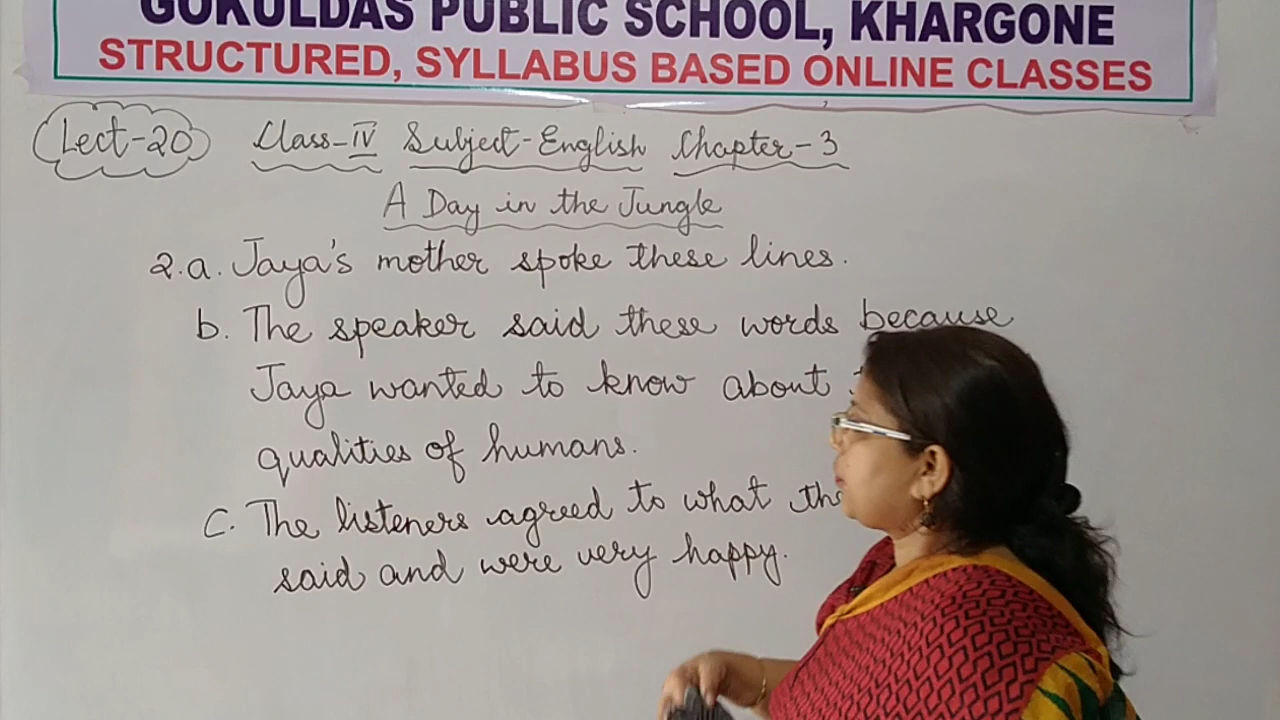 GOKULDAS PUBLIC SCHOOL, KHARGONE
STRUCTURED, SYLLABUS BASED ONLINE CLASSES
Lect-20 Class-IV Subject-English Chapter-3
A Day in the Jungle
2.a. Jaya's mother spoke these lines.
b. The speaker said these words because
Jaya wanted to know about
qualities of humans.
c. The listeners agreed to what
said and were very happy.